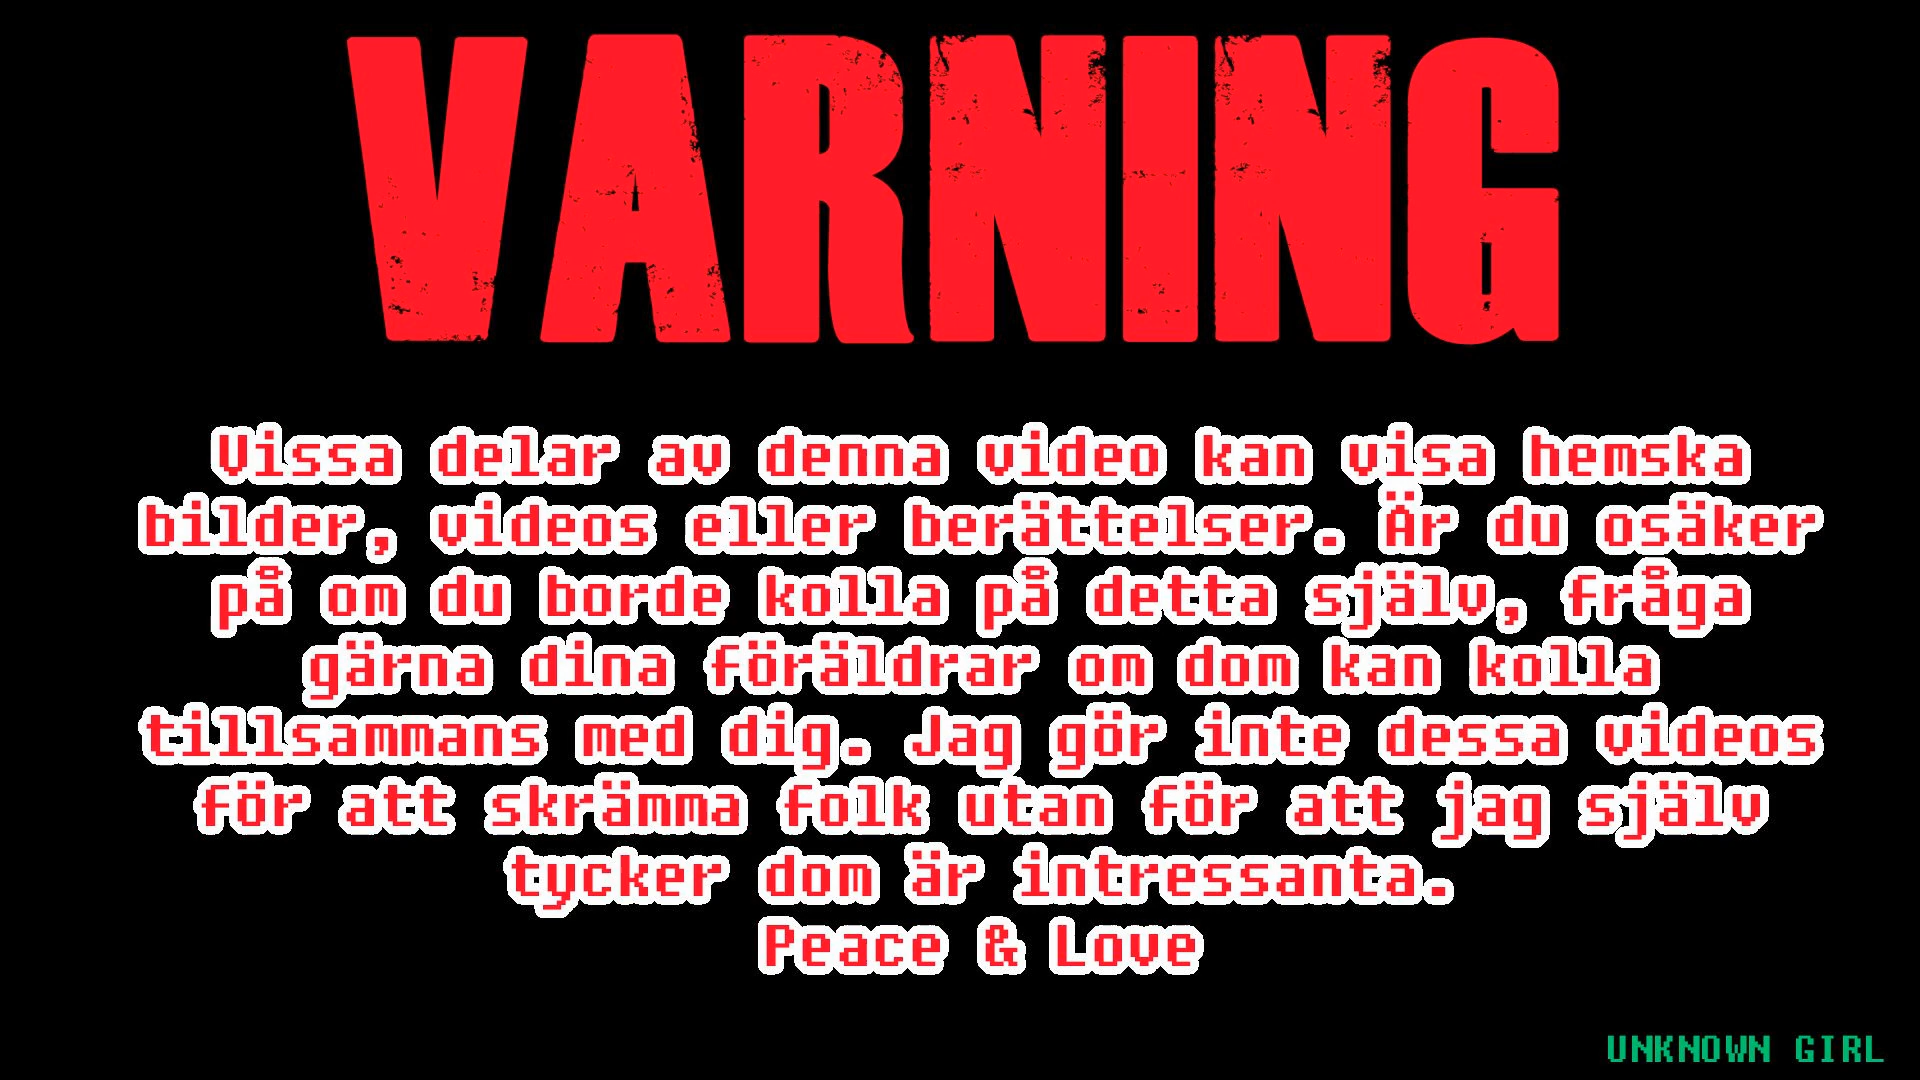 VARNING
Vissa delar av denna video kan visa hemska
bilder, videos eller berättelser. Är du osäker
på om du borde kolla på detta själv, fråga
gärna dina föräldrar om dom kan kolla
tillsammans med dig. Jag gör inte dessa videos
för att skrämma folk utan för att jag själv
tycker dom är intressanta.
Peace & Love
UNKNOWN GIRL